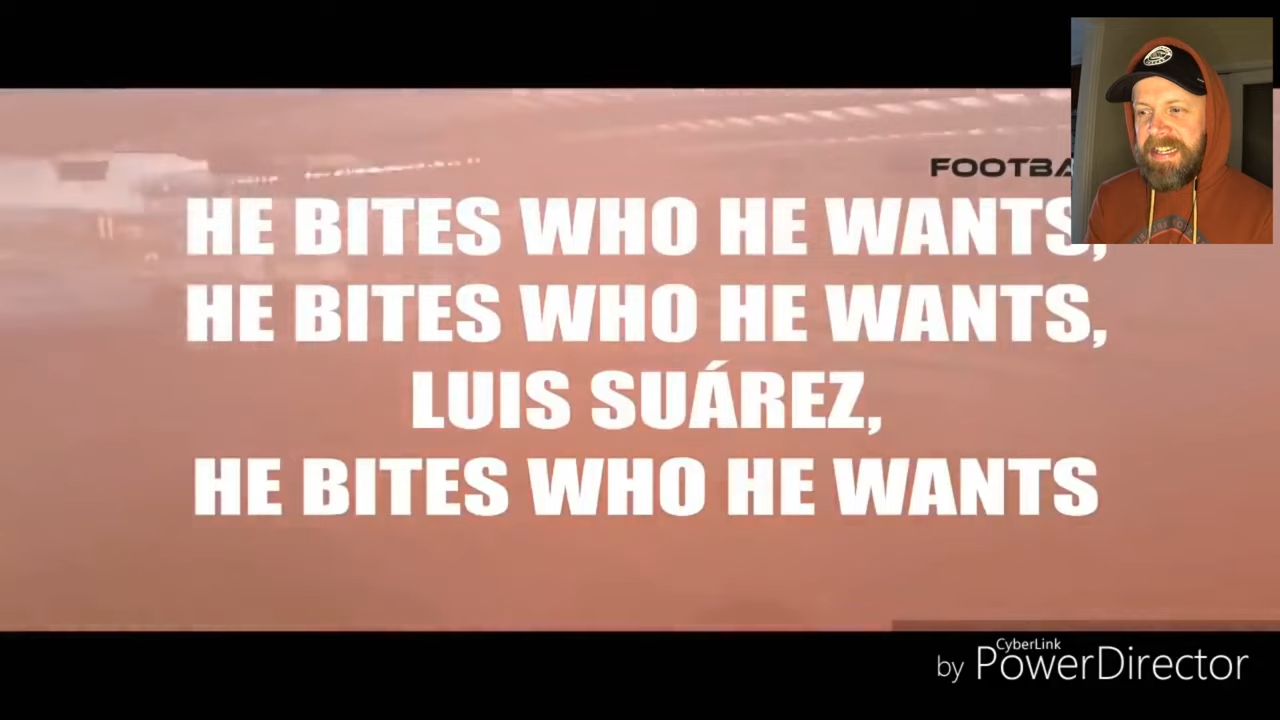 FOOTBA
HE BITES WHO HE WANTS,
HE BITES WHO HE WANTS,
LUIS SUÁREZ,
HE BITES WHO HE WANTS
CyberLink
by PowerDirector